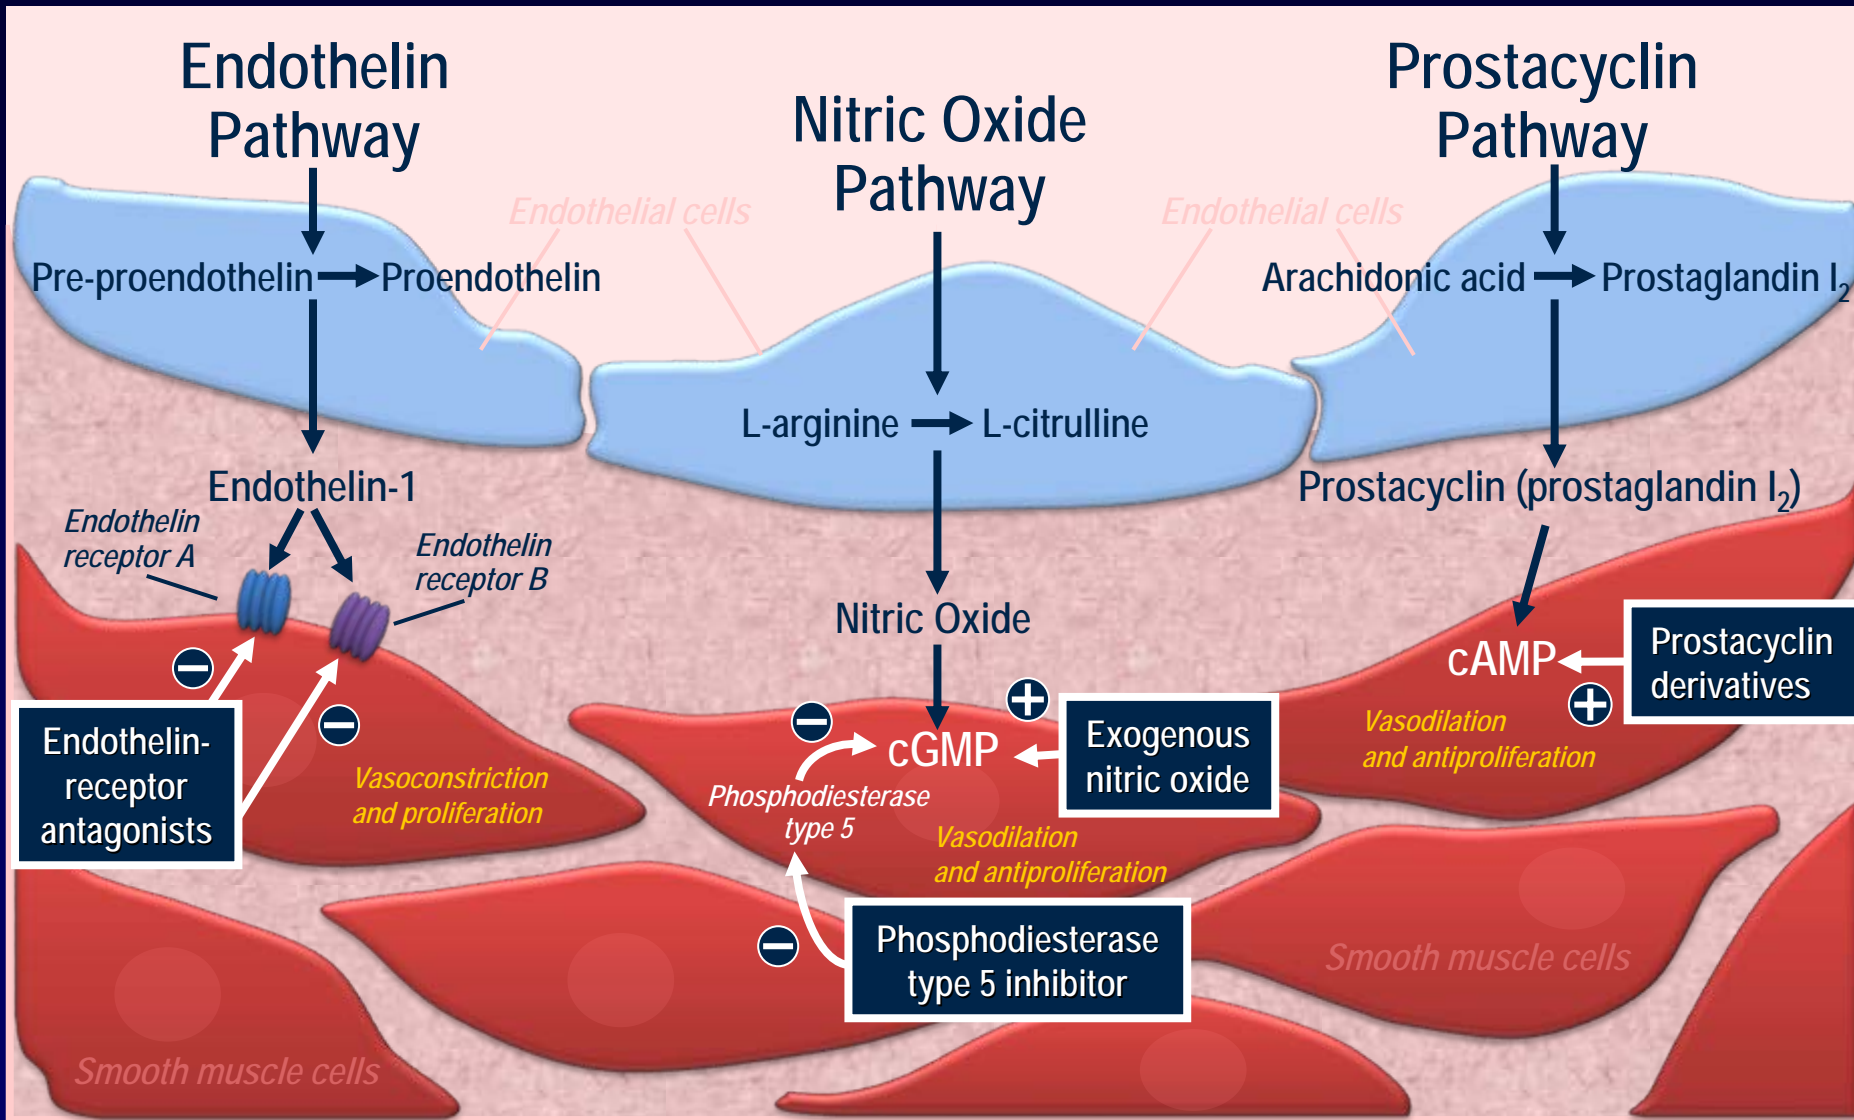 Endothelin
Pathway
Nitric Oxide
Pathway
Prostacyclin
Pathway
Endothelial cells
Endothelial cells
Pre-proendothelin
Proendothelin
Arachidonic acid
Prostaglandin I₂
L-arginine
L-citrulline
Endothelin-1
Prostacyclin (prostaglandin I₂)
Endothelin
receptor A
Endothelin
receptor B
Nitric Oxide
cAMP
Prostacyclin
derivatives
Endothelin-
receptor
antagonists
Vasoconstriction
and proliferation
cGMP
Exogenous
nitric oxide
Phosphodiesterase
type 5
Vasodilation
and antiproliferation
Vasodilation
and antiproliferation
Phosphodiesterase
type 5 inhibitor
Smooth muscle cells
Smooth muscle cells